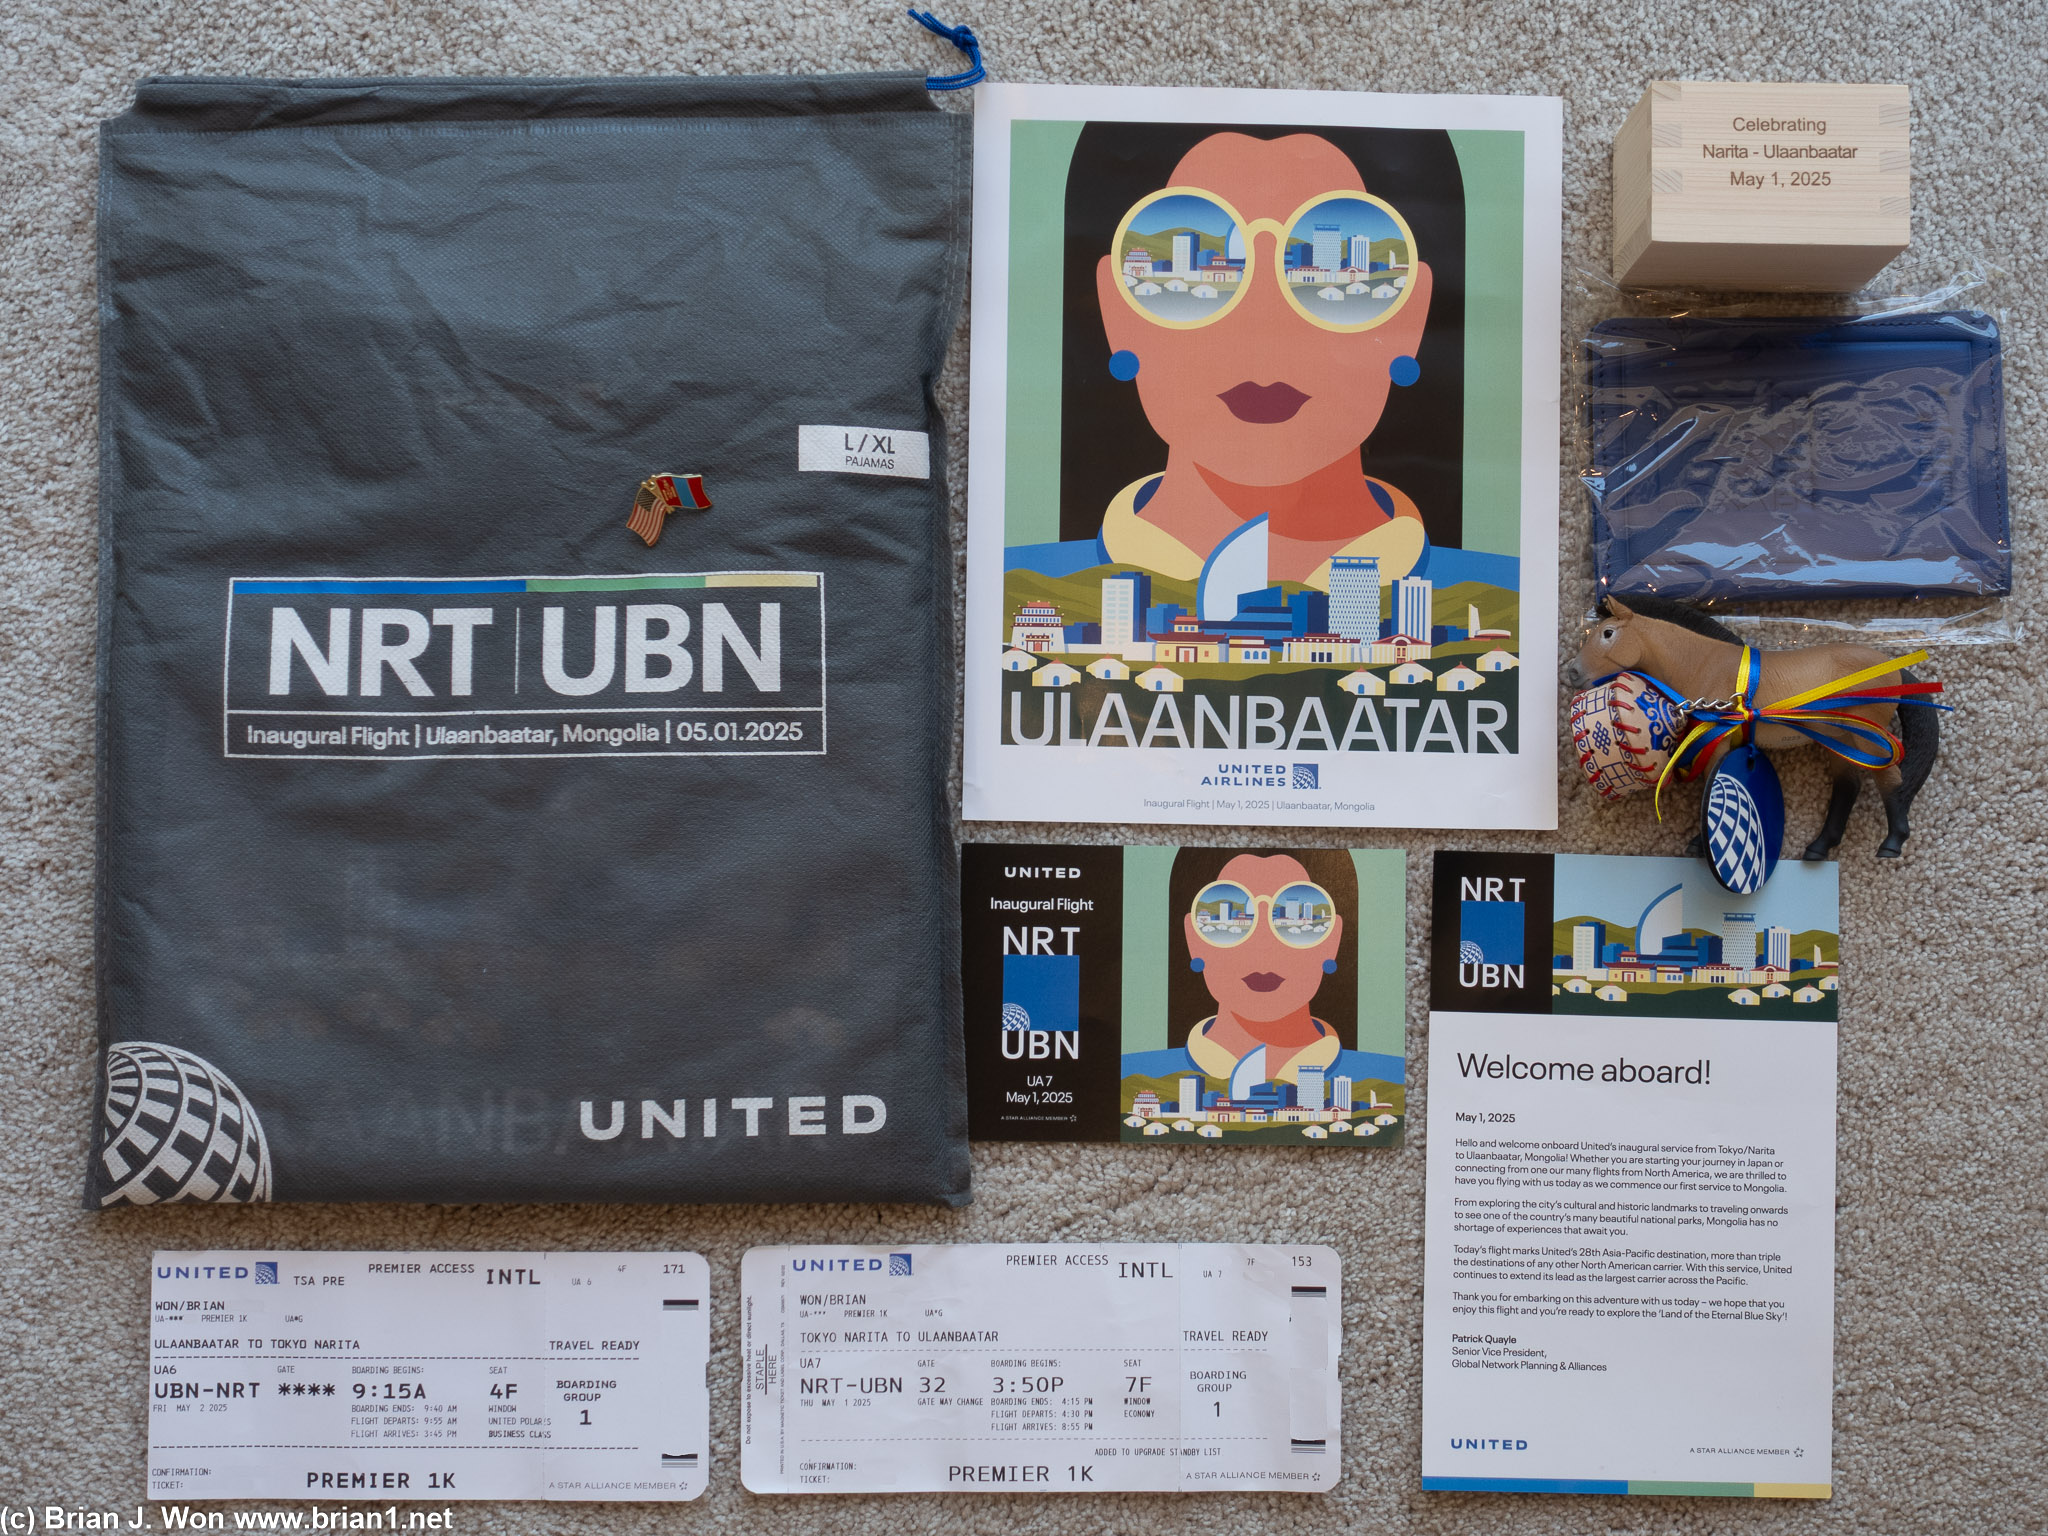 L/XL
PAJAMAS
NRT | UBN
Inaugural Flight | Ulaanbaatar, Mongolia | 05.01.2025
UNITED
ULAANBAATAR
UNITED
AIRLINES
Inaugural Flight | May 1, 2025 | Ulaanbaatar, Mongolia
Celebrating
Narita - Ulaanbaatar
May 1, 2025
UNITED
Inaugural Flight
NRT
UBN
UA 7
May 1, 2025
A STAR ALLIANCE MEMBER
NRT
UBN
Welcome aboard!
May 1, 2025
Hello and welcome onboard United's inaugural service from Tokyo/Narita
to Ulaanbaatar, Mongolia! Whether you are starting your journey in Japan or
connecting from one our many flights from North America, we are thrilled to
have you flying with us today as we commence our first service to Mongolia.
From exploring the city's cultural and historic landmarks to traveling onwards
to see one of the country's many beautiful national parks, Mongolia has no
shortage of experiences that await you.
Today's flight marks United's 28th Asia-Pacific destination, more than triple
the destinations of any other North American carrier. With this service, United
continues to extend its lead as the largest carrier across the Pacific.
Thank you for embarking on this adventure with us today – we hope that you
enjoy this flight and you're ready to explore the 'Land of the Eternal Blue Sky'!
Patrick Quayle
Senior Vice President,
Global Network Planning & Alliances
UNITED
A STAR ALLIANCE MEMBER
UNITED TSA PRE PREMIER ACCESS INTL UA 6 4F 171
WON/BRIAN
UA-*** PREMIER 1K UA*G
ULAANBAATAR TO TOKYO NARITA TRAVEL READY
UA6 GATE BOARDING BEGINS: SEAT
UBN-NRT **** 9:15A 4F BOARDING GROUP 1
FRI MAY 2 2025 BOARDING ENDS: 9:40 AM WINDOW
FLIGHT DEPARTS: 9:55 AM UNITED POLARIS
FLIGHT ARRIVES: 3:45 PM BUSINESS CLASS
CONFIRMATION:
TICKET: PREMIER 1K A STAR ALLIANCE MEMBER
Do not expose to excessive heat or direct sunlight.
STAPLE
HERE
UNITED PREMIER ACCESS INTL UA 7 7F 153
WON/BRIAN
UA-*** PREMIER 1K UA*G
TOKYO NARITA TO ULAANBAATAR TRAVEL READY
UA7 GATE BOARDING BEGINS: SEAT
NRT-UBN 32 3:50P 7F BOARDING GROUP 1
THU MAY 1 2025 GATE MAY CHANGE BOARDING ENDS: 4:15 PM WINDOW
FLIGHT DEPARTS: 4:30 PM ECONOMY
FLIGHT ARRIVES: 8:55 PM
ADDED TO UPGRADE STANDBY LIST
CONFIRMATION:
TICKET: PREMIER 1K A STAR ALLIANCE MEMBER
(c) Brian J. Won www.brian1.net